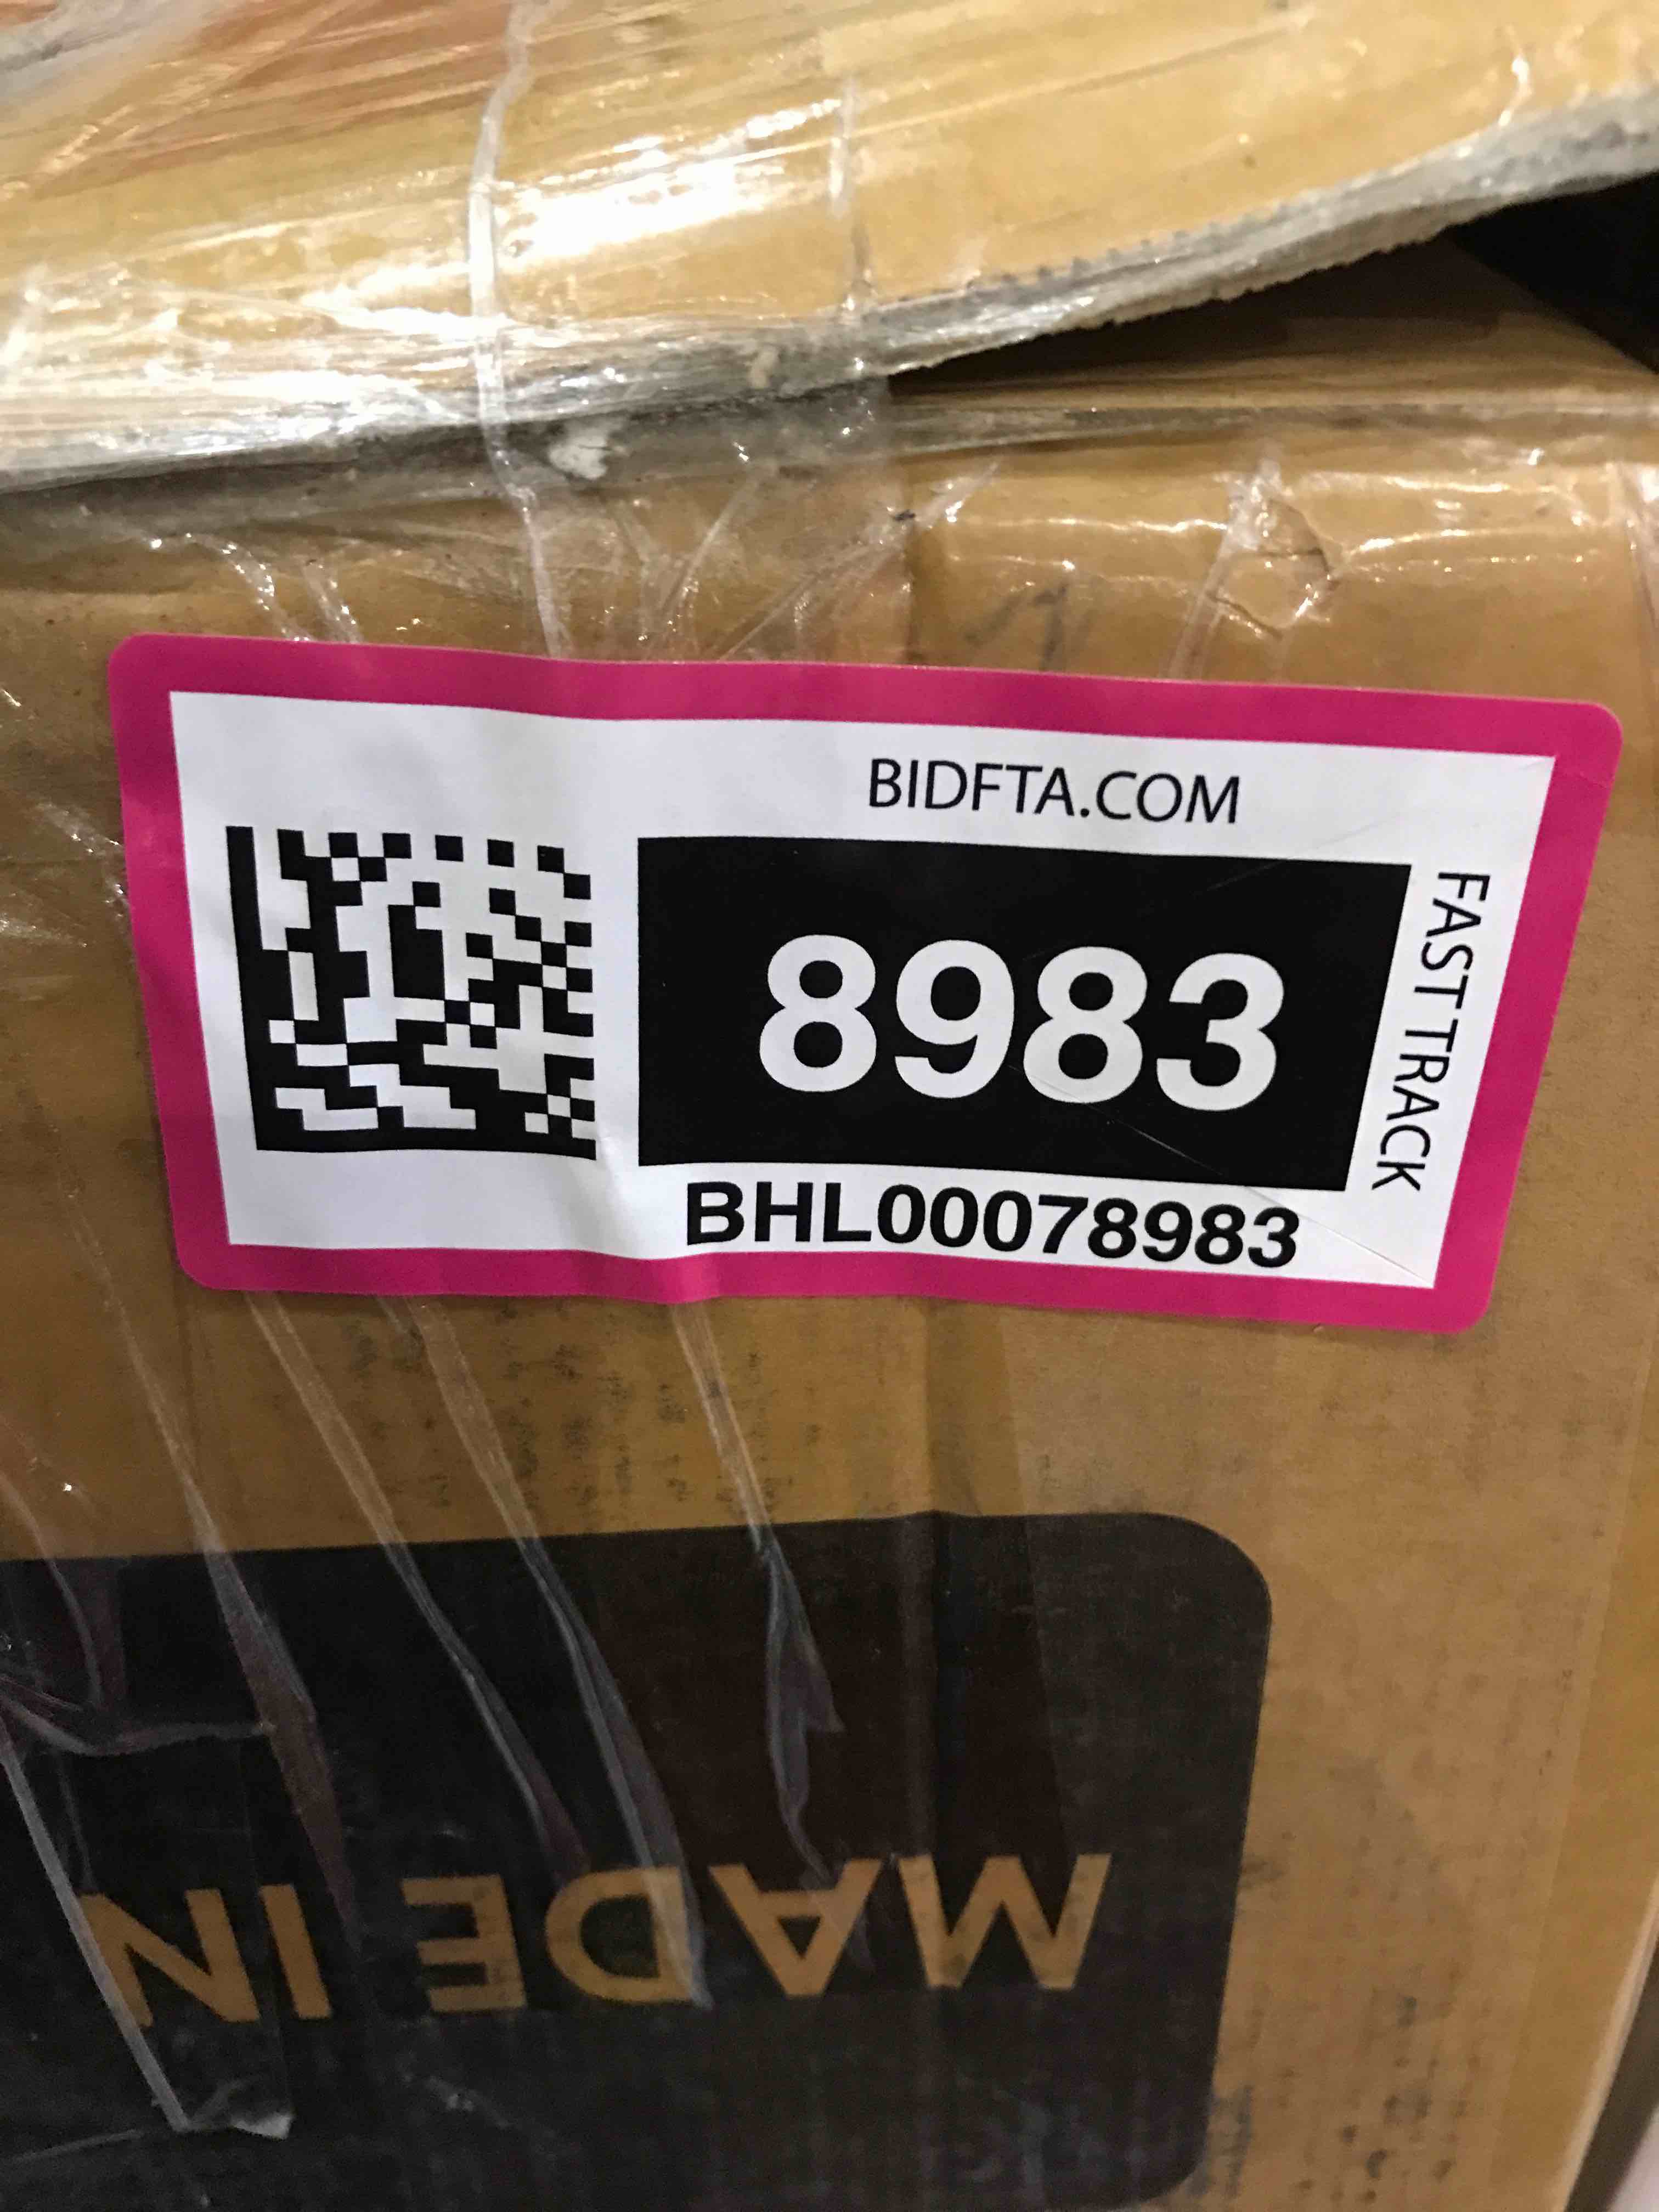 BIDFTA.COM
8983
FAST TRACK
BHL00078983
MADE IN